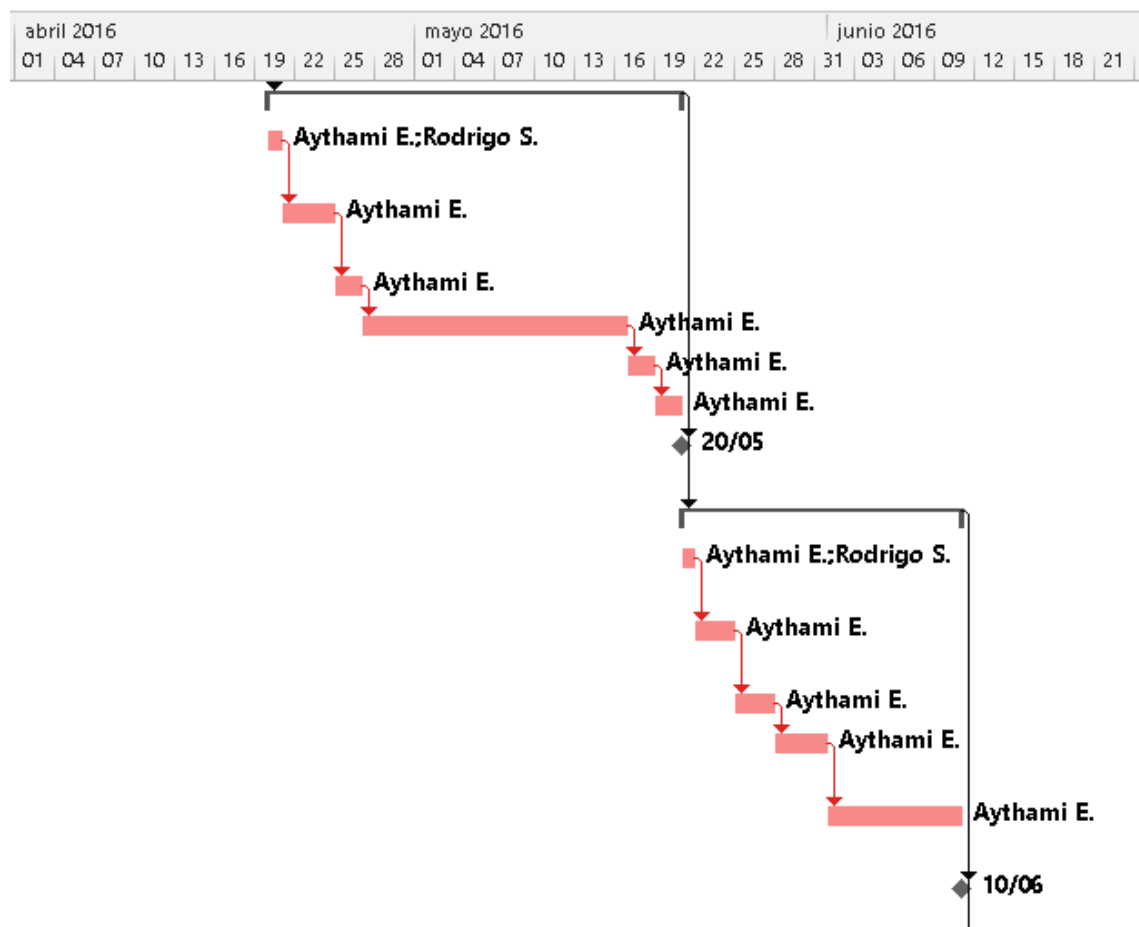 abril 2016 mayo 2016 junio 2016
01 04 07 10 13 16 19 22 25 28 01 04 07 10 13 16 19 22 25 28 31 03 06 09 12 15 18 21
Aythami E.;Rodrigo S.
Aythami E.
Aythami E.
Aythami E.
Aythami E.
Aythami E.
20/05
Aythami E.;Rodrigo S.
Aythami E.
Aythami E.
Aythami E.
Aythami E.
10/06